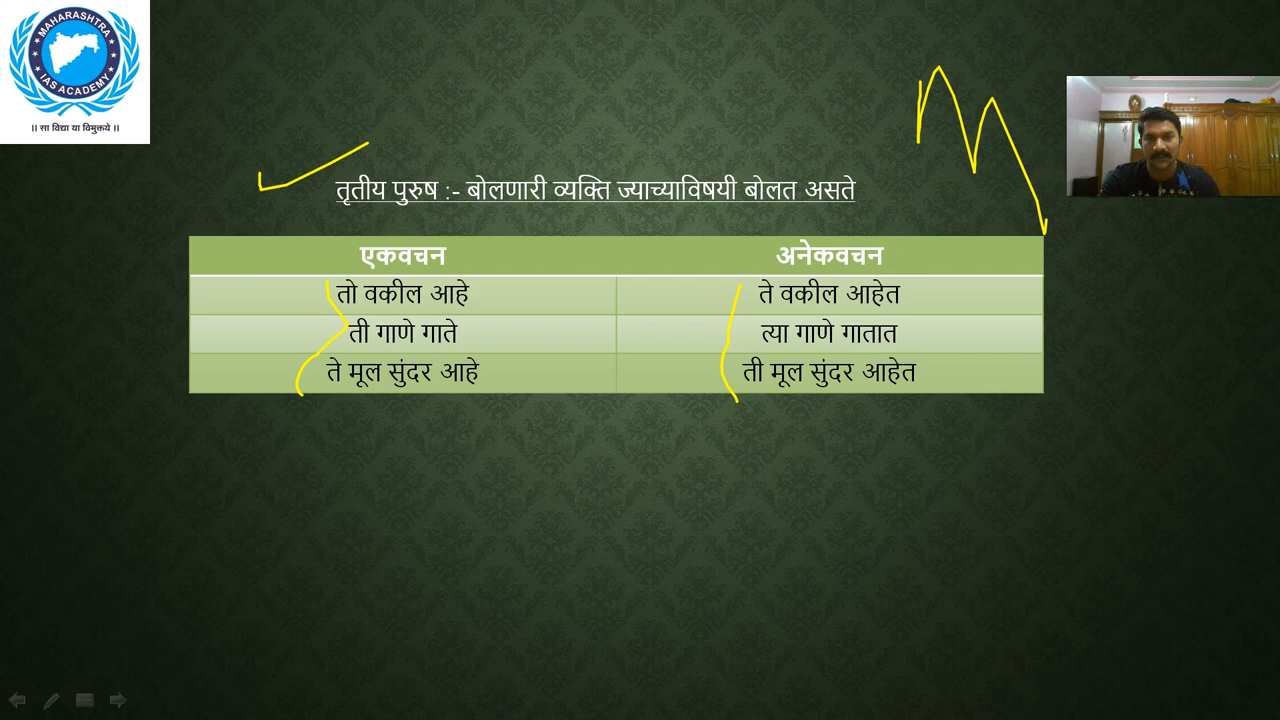 MAHARASHTRA
IAS ACADEMY
।। सा विद्या या विमुक्तये ।।
तृतीय पुरुष :- बोलणारी व्यक्ति ज्याच्याविषयी बोलत असते
एकवचन अनेकवचन
तो वकील आहे ते वकील आहेत
ती गाणे गाते त्या गाणे गातात
ते मूल सुंदर आहे ती मूल सुंदर आहेत